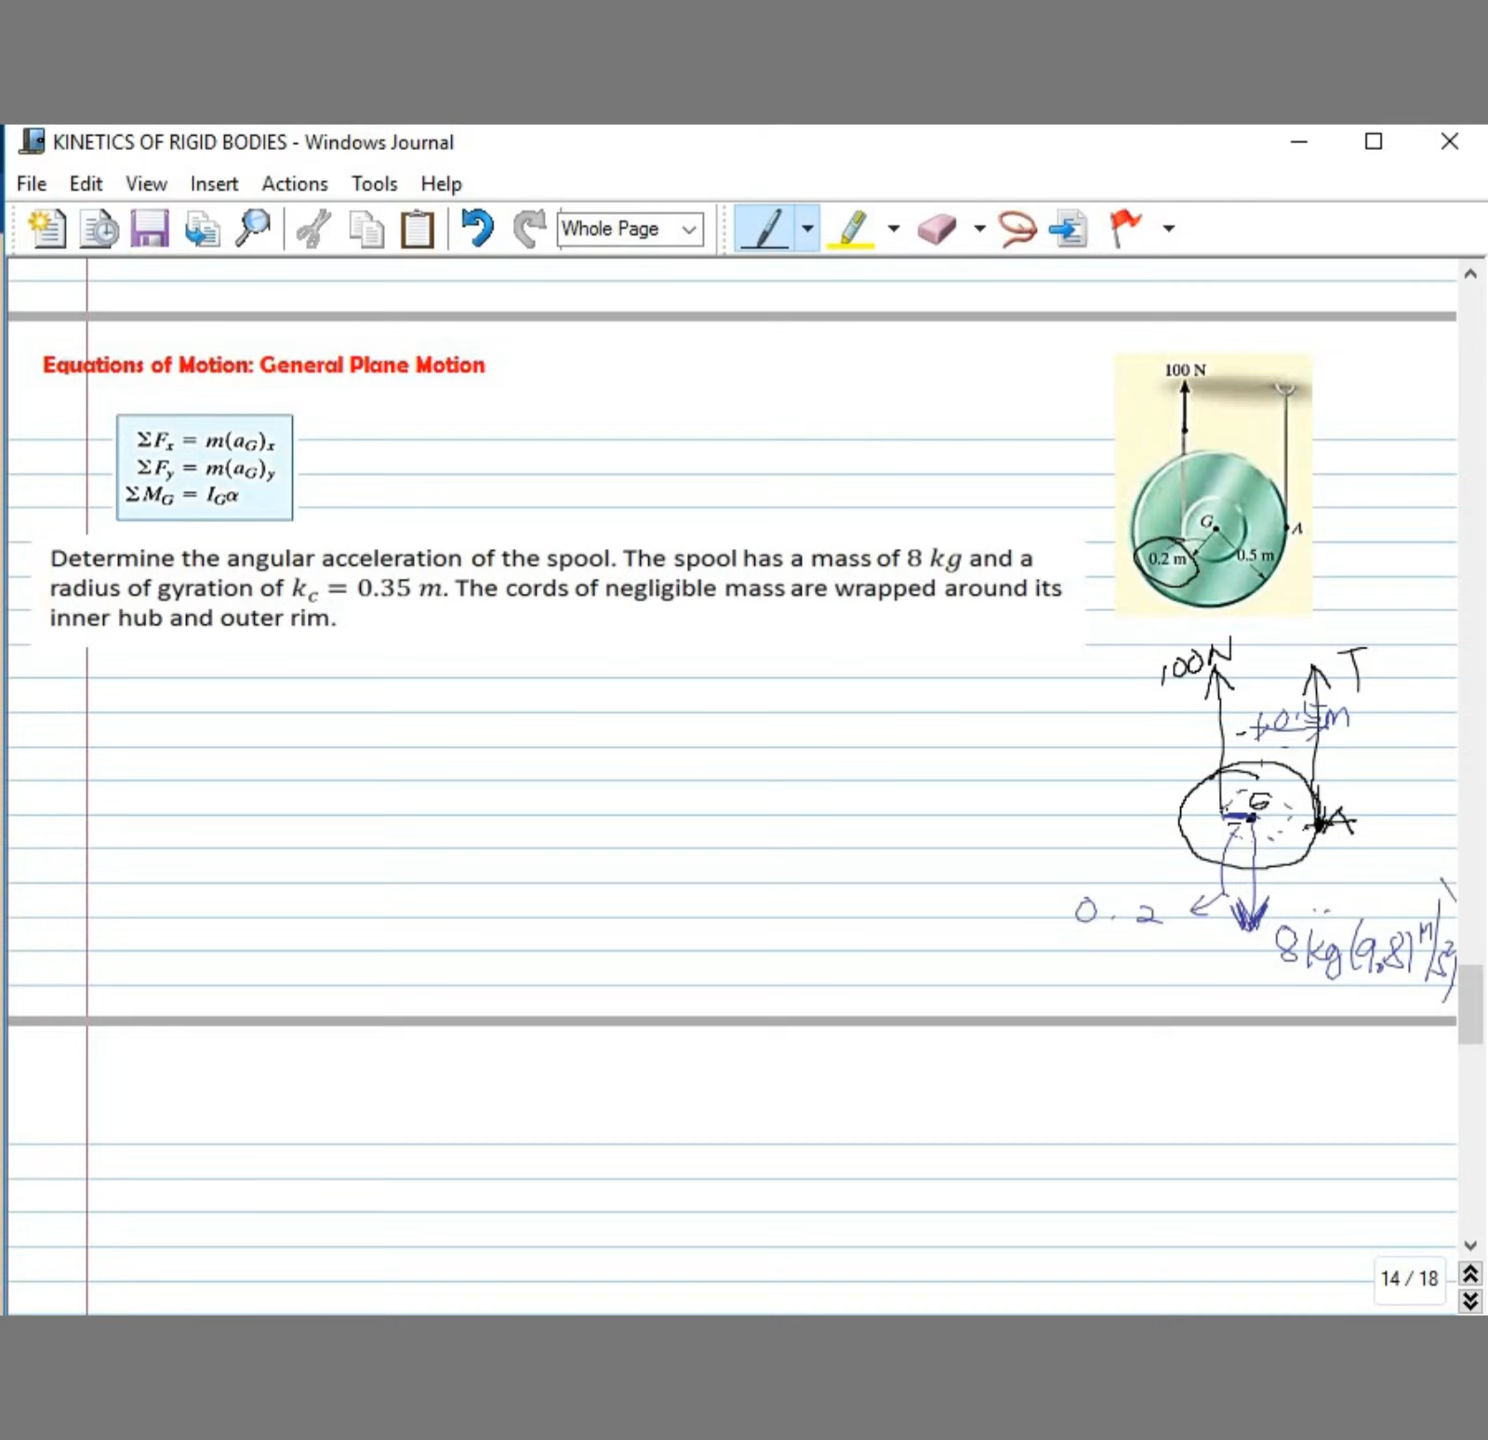 KINETICS OF RIGID BODIES - Windows Journal
File Edit View Insert Actions Tools Help
Whole Page
Equations of Motion: General Plane Motion
ΣFx = m(aG)x
ΣFy = m(aG)y
ΣMG = IGα
100 N
G
A
0.2 m
0.5 m
Determine the angular acceleration of the spool. The spool has a mass of 8 kg and a
radius of gyration of kc = 0.35 m. The cords of negligible mass are wrapped around its
inner hub and outer rim.
100N
T
G
A
0.2
8kg(9.81 m/s²)
14 / 18